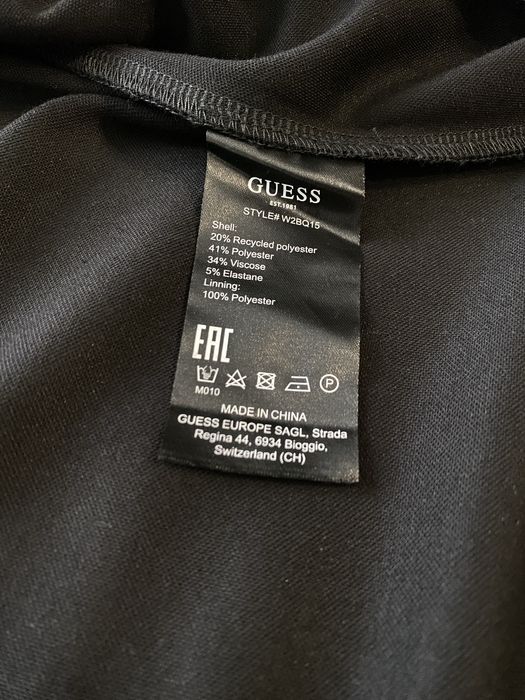 GUESS
EST.1981
STYLE# W2BQ15
Shell:
20% Recycled polyester
41% Polyester
34% Viscose
5% Elastane
Linning:
100% Polyester
EAC
P
M010
MADE IN CHINA
GUESS EUROPE SAGL, Strada
Regina 44, 6934 Bioggio,
Switzerland (CH)